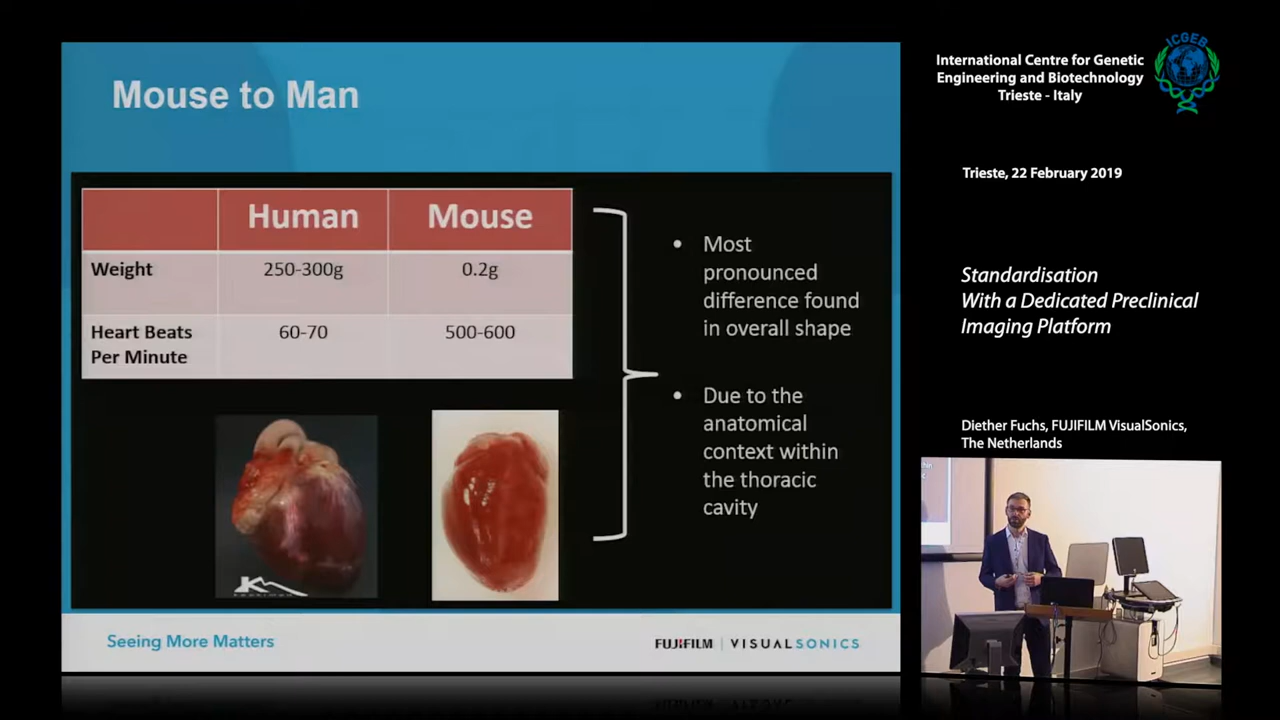 Mouse to Man
Human
Mouse
Weight
250-300g
0.2g
Heart Beats
Per Minute
60-70
500-600
• Most
pronounced
difference found
in overall shape
• Due to the
anatomical
context within
the thoracic
cavity
K
Seeing More Matters
FUJIFILM | VISUALSONICS
International Centre for Genetic
Engineering and Biotechnology
Trieste - Italy
ICGEB
Trieste, 22 February 2019
Standardisation
With a Dedicated Preclinical
Imaging Platform
Diether Fuchs, FUJIFILM VisualSonics,
The Netherlands